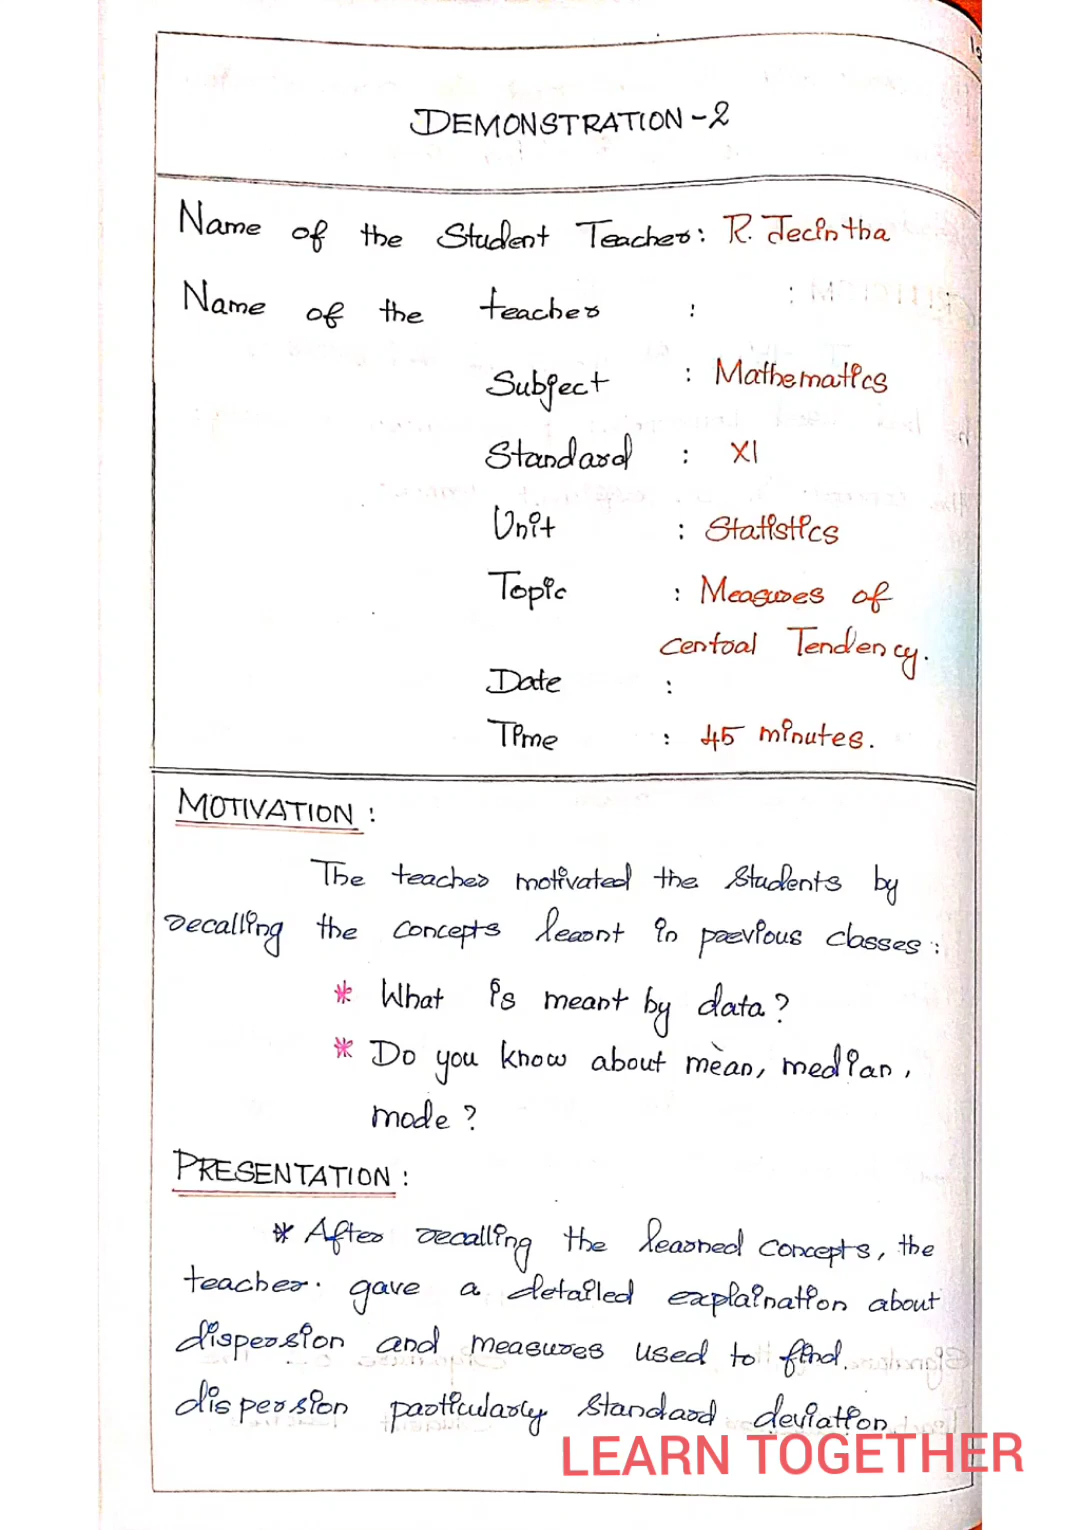 DEMONSTRATION-2
Name of the Student Teacher: R. Jecintha
Name of the teacher :
Subject : Mathematics
Standard : XI
Unit : Statistics
Topic : Measures of
Central Tendency.
Date :
Time : 45 minutes.
MOTIVATION :
The teacher motivated the students by
recalling the concepts learnt in previous classes:
* What is meant by data?
* Do you know about mean, median,
mode?
PRESENTATION :
* After recalling the learned concepts, the
teacher. gave a detailed explaination about
dispersion and measures used to find.
dispersion particularly standard deviation
LEARN TOGETHER